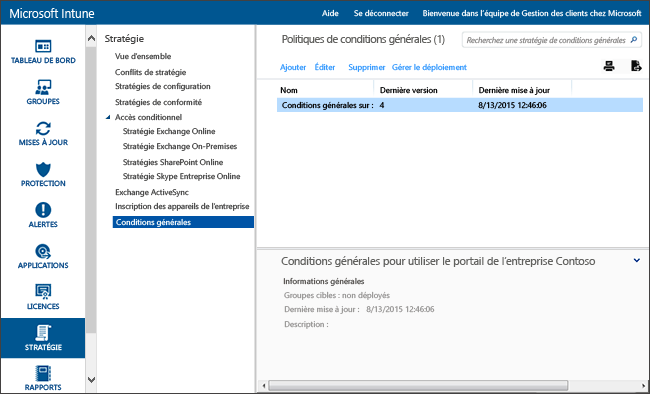 Microsoft Intune
Aide
Se déconnecter
Bienvenue dans l'équipe de Gestion des clients chez Microsoft
TABLEAU DE BORD
GROUPES
MISES À JOUR
PROTECTION
ALERTES
APPLICATIONS
LICENCES
STRATÉGIE
RAPPORTS
Stratégie
Vue d'ensemble
Conflits de stratégie
Stratégies de configuration
Stratégies de conformité
Accès conditionnel
Stratégie Exchange Online
Stratégie Exchange On-Premises
Stratégies SharePoint Online
Stratégie Skype Entreprise Online
Exchange ActiveSync
Inscription des appareils de l'entreprise
Conditions générales
Politiques de conditions générales (1)
Recherchez une stratégie de conditions générales
Ajouter Éditer Supprimer Gérer le déploiement
Nom Dernière version Dernière mise à jour
Conditions générales sur : 4 8/13/2015 12:46:06
Conditions générales pour utiliser le portail de l'entreprise Contoso
Informations générales
Groupes cibles : non déployés
Dernière mise à jour : 8/13/2015 12:46:06
Description :